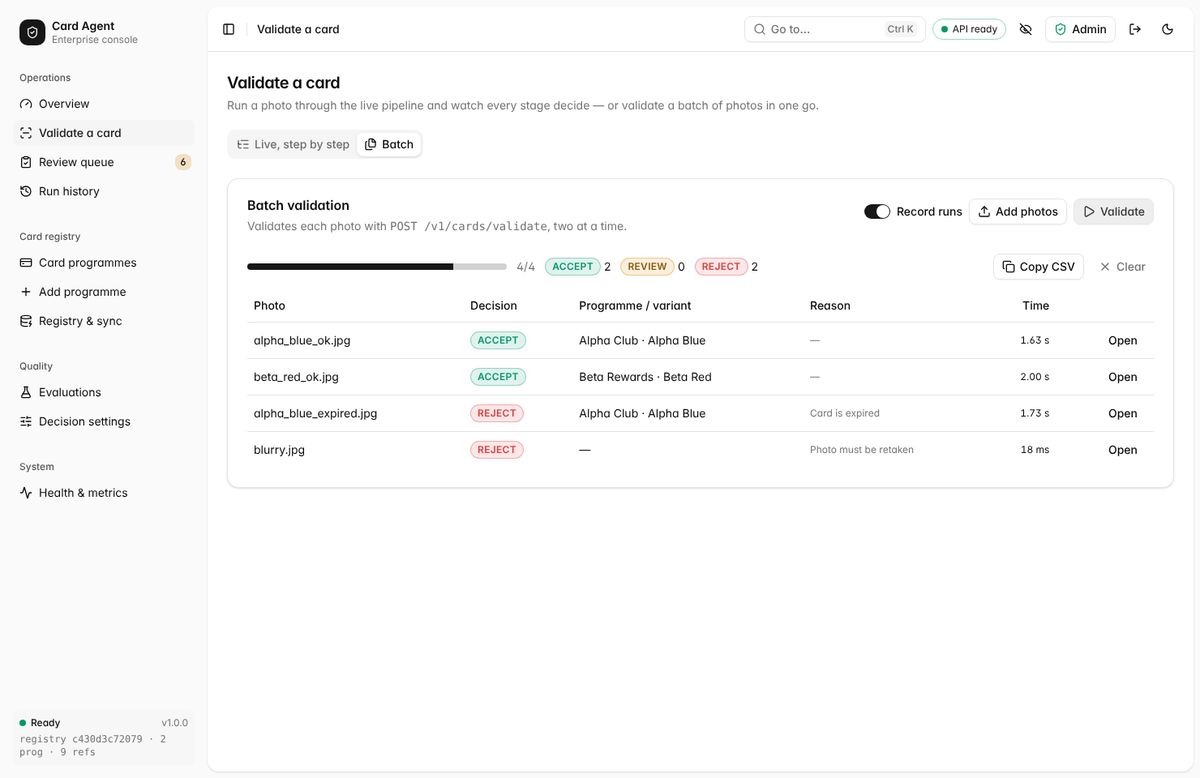 Card Agent
Enterprise console
Operations
Overview
Validate a card
Review queue 6
Run history
Card registry
Card programmes
Add programme
Registry & sync
Quality
Evaluations
Decision settings
System
Health & metrics
Ready v1.0.0
registry c430d3c72079 · 2
prog · 9 refs
Validate a card Go to... Ctrl K API ready Admin
Validate a card
Run a photo through the live pipeline and watch every stage decide — or validate a batch of photos in one go.
Live, step by step Batch
Batch validation
Validates each photo with POST /v1/cards/validate, two at a time.
Record runs Add photos Validate
4/4 ACCEPT 2 REVIEW 0 REJECT 2 Copy CSV Clear
Photo Decision Programme / variant Reason Time
alpha_blue_ok.jpg ACCEPT Alpha Club · Alpha Blue — 1.63 s Open
beta_red_ok.jpg ACCEPT Beta Rewards · Beta Red — 2.00 s Open
alpha_blue_expired.jpg REJECT Alpha Club · Alpha Blue Card is expired 1.73 s Open
blurry.jpg REJECT — Photo must be retaken 18 ms Open